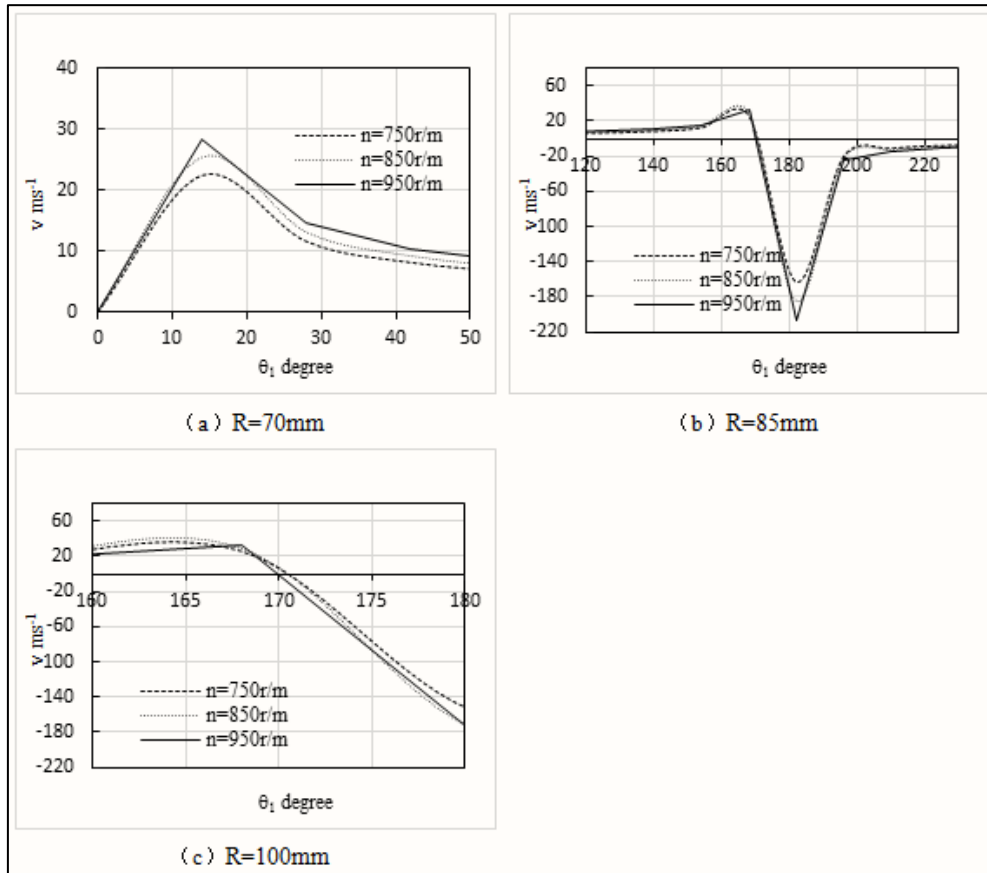 40
30
20
10
0
v ms-1
n=750r/m
n=850r/m
n=950r/m
0 10 20 30 40 50
θ1 degree
(a) R=70mm
60
20
-20
-60
-100
-140
-180
-220
v ms-1
120 140 160 180 200 220
n=750r/m
n=850r/m
n=950r/m
θ1 degree
(b) R=85mm
60
20
-20
-60
-100
-140
-180
-220
v ms-1
160 165 170 175 180
n=750r/m
n=850r/m
n=950r/m
θ1 degree
(c) R=100mm